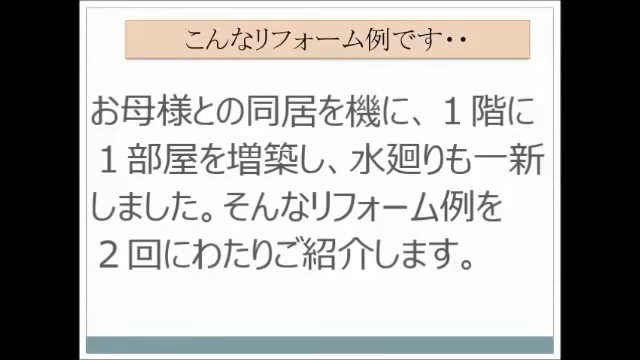 こんなリフォーム例です・・
お母様との同居を機に、１階に
１部屋を増築し、水廻りも一新
しました。そんなリフォーム例を
２回にわたりご紹介します。